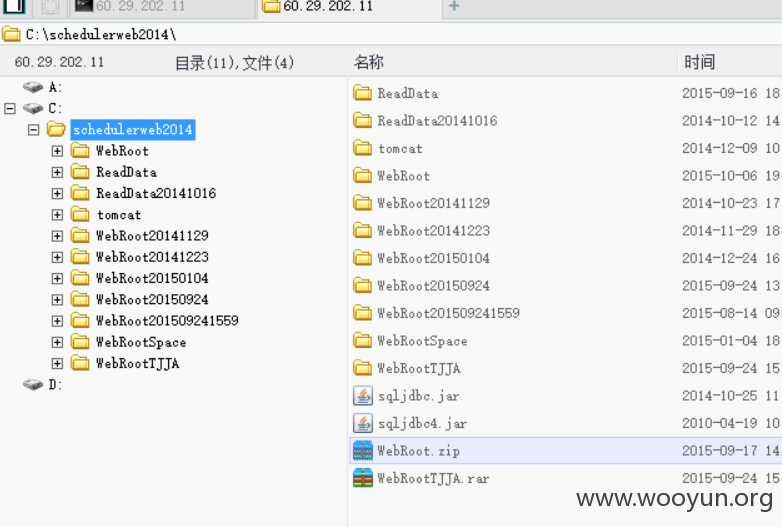 60.29.202.11
60.29.202.11
C:\schedulerweb2014\
60.29.202.11 目录(11),文件(4)
名称 时间
A:
C:
schedulerweb2014
WebRoot
ReadData
ReadData20141016
tomcat
WebRoot20141129
WebRoot20141223
WebRoot20150104
WebRoot20150924
WebRoot201509241559
WebRootSpace
WebRootTJJA
D:
ReadData 2015-09-16 18
ReadData20141016 2014-10-12 14
tomcat 2014-12-09 10
WebRoot 2015-10-06 19
WebRoot20141129 2014-10-23 17
WebRoot20141223 2014-11-29 18
WebRoot20150104 2014-12-24 16
WebRoot20150924 2015-09-24 13
WebRoot201509241559 2015-08-14 09
WebRootSpace 2015-01-04 18
WebRootTJJA 2015-09-24 15
sqljdbc.jar 2014-10-25 11
sqljdbc4.jar 2010-04-19 10
WebRoot.zip 2015-09-17 14
WebRootTJJA.rar 2015-09-24 15
www.wooyun.org